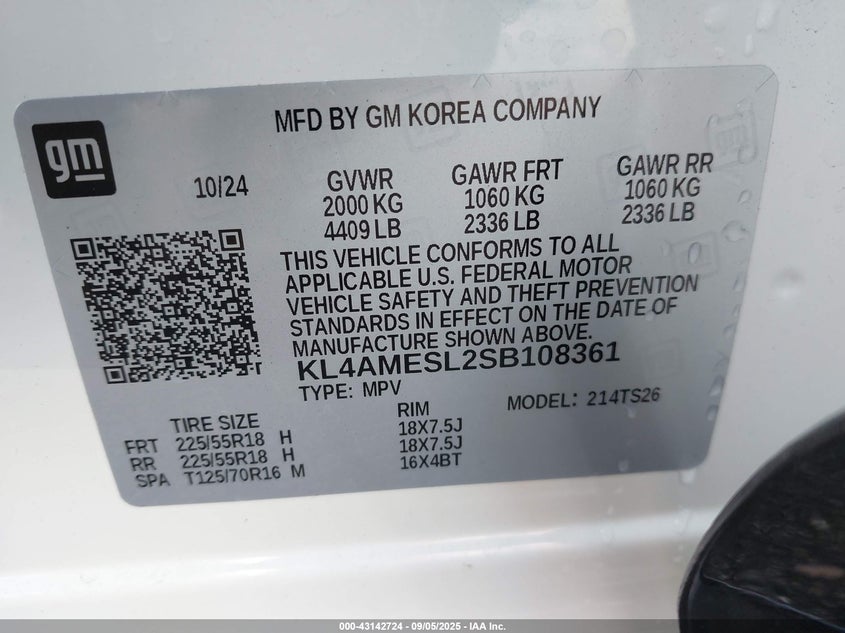 MFD BY GM KOREA COMPANY
gm
10/24
GVWR
2000 KG
4409 LB
GAWR FRT
1060 KG
2336 LB
GAWR RR
1060 KG
2336 LB
THIS VEHICLE CONFORMS TO ALL
APPLICABLE U.S. FEDERAL MOTOR
VEHICLE SAFETY AND THEFT PREVENTION
STANDARDS IN EFFECT ON THE DATE OF
MANUFACTURE SHOWN ABOVE.
KL4AMESL2SB108361
TYPE: MPV
MODEL: 214TS26
TIRE SIZE
RIM
FRT 225/55R18 H 18X7.5J
RR 225/55R18 H 18X7.5J
SPA T125/70R16 M 16X4BT
000-43142724 - 09/05/2025 - IAA Inc.